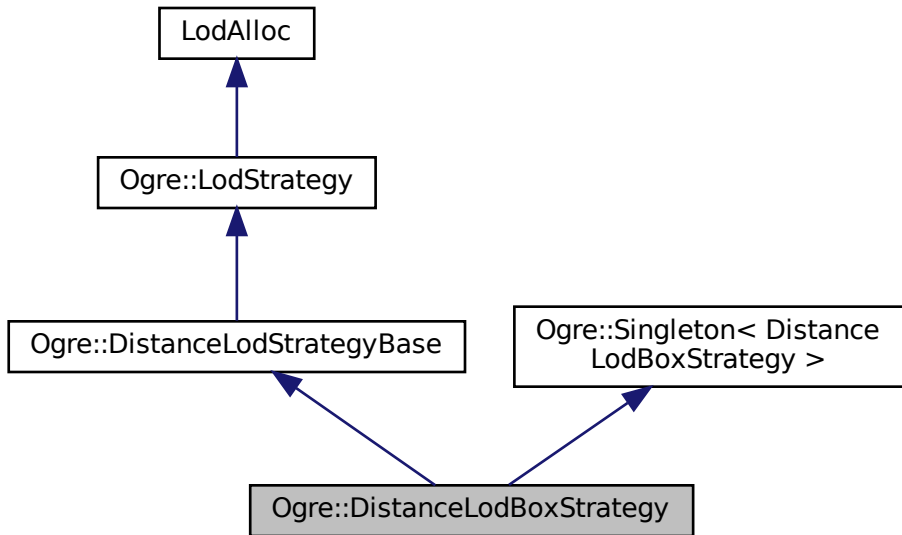 LodAlloc
Ogre::LodStrategy
Ogre::DistanceLodStrategyBase
Ogre::Singleton< Distance
LodBoxStrategy >
Ogre::DistanceLodBoxStrategy